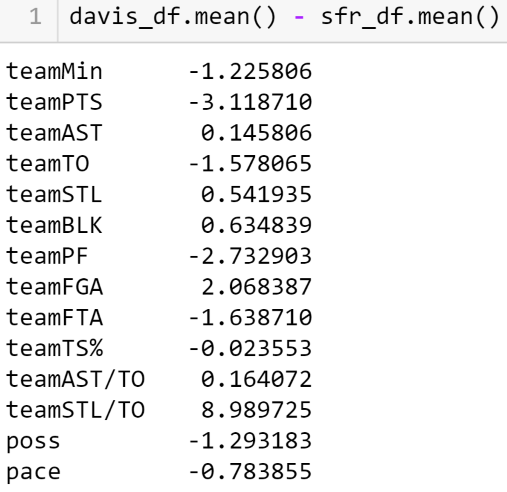 1 davis_df.mean() - sfr_df.mean()
teamMin -1.225806
teamPTS -3.118710
teamAST 0.145806
teamTO -1.578065
teamSTL 0.541935
teamBLK 0.634839
teamPF -2.732903
teamFGA 2.068387
teamFTA -1.638710
teamTS% -0.023553
teamAST/TO 0.164072
teamSTL/TO 8.989725
poss -1.293183
pace -0.783855